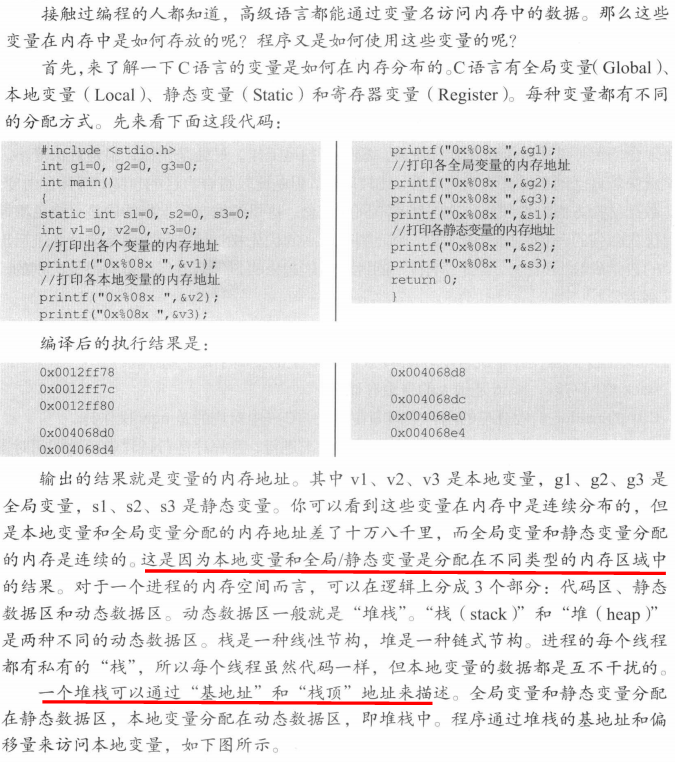 接触过编程的人都知道，高级语言都能通过变量名访问内存中的数据。那么这些
变量在内存中是如何存放的呢？程序又是如何使用这些变量的呢？
首先，来了解一下C语言的变量是如何在内存分布的。C语言有全局变量（Global）、
本地变量（Local）、静态变量（Static）和寄存器变量（Register）。每种变量都有不同
的分配方式。先来看下面这段代码：
#include <stdio.h>
int g1=0, g2=0, g3=0;
int main()
{
static int s1=0, s2=0, s3=0;
int v1=0, v2=0, v3=0;
//打印出各个变量的内存地址
printf("0x%08x ",&v1);
//打印各本地变量的内存地址
printf("0x%08x ",&v2);
printf("0x%08x ",&v3);
printf("0x%08x ",&g1);
//打印各全局变量的内存地址
printf("0x%08x ",&g2);
printf("0x%08x ",&g3);
printf("0x%08x ",&s1);
//打印各静态变量的内存地址
printf("0x%08x ",&s2);
printf("0x%08x ",&s3);
return 0;
}
编译后的执行结果是：
0x0012ff78
0x0012ff7c
0x0012ff80
0x004068d0
0x004068d4
0x004068d8
0x004068dc
0x004068e0
0x004068e4
输出的结果就是变量的内存地址。其中 v1、v2、v3 是本地变量，g1、g2、g3 是
全局变量，s1、s2、s3 是静态变量。你可以看到这些变量在内存中是连续分布的，但
是本地变量和全局变量分配的内存地址差了十万八千里，而全局变量和静态变量分配
的内存是连续的。这是因为本地变量和全局/静态变量是分配在不同类型的内存区域中
的结果。对于一个进程的内存空间而言，可以在逻辑上分成 3 个部分：代码区、静态
数据区和动态数据区。动态数据区一般就是“堆栈”。“栈（stack）”和“堆（heap）”
是两种不同的动态数据区。栈是一种线性节构，堆是一种链式节构。进程的每个线程
都有私有的“栈”，所以每个线程虽然代码一样，但本地变量的数据都是互不干扰的。
一个堆栈可以通过“基地址”和“栈顶”地址来描述。全局变量和静态变量分配
在静态数据区，本地变量分配在动态数据区，即堆栈中。程序通过堆栈的基地址和偏
移量来访问本地变量，如下图所示。